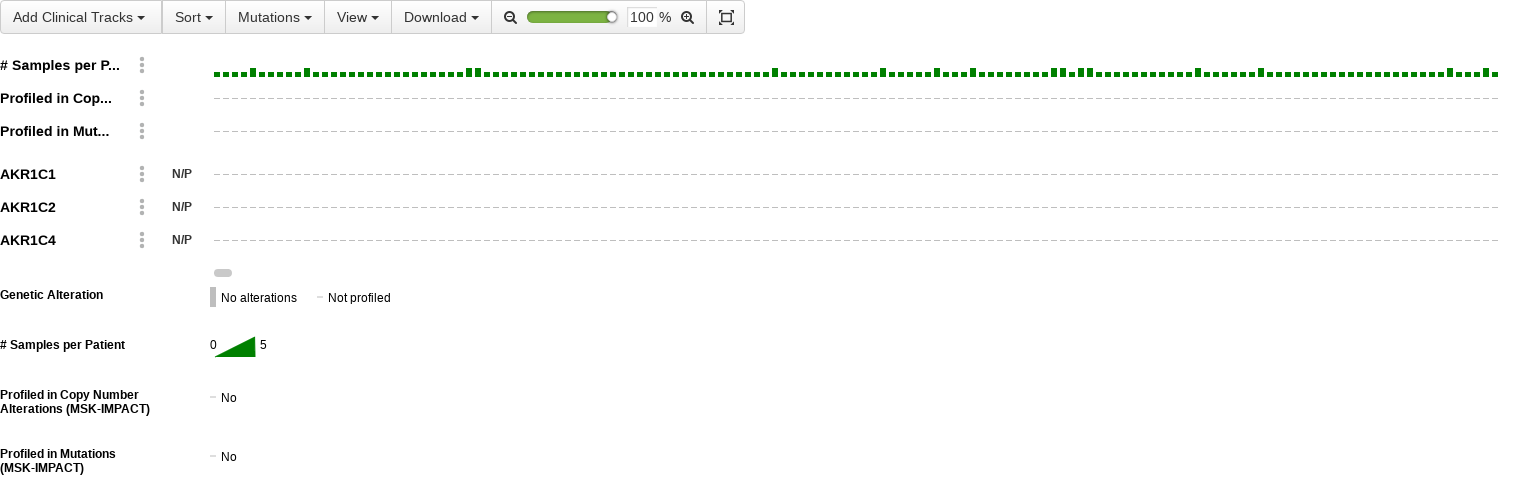 Add Clinical Tracks Sort Mutations View Download 100 %
# Samples per P...
Profiled in Cop...
Profiled in Mut...
AKR1C1 N/P
AKR1C2 N/P
AKR1C4 N/P
Genetic Alteration No alterations Not profiled
# Samples per Patient 0 5
Profiled in Copy Number
Alterations (MSK-IMPACT) No
Profiled in Mutations
(MSK-IMPACT) No